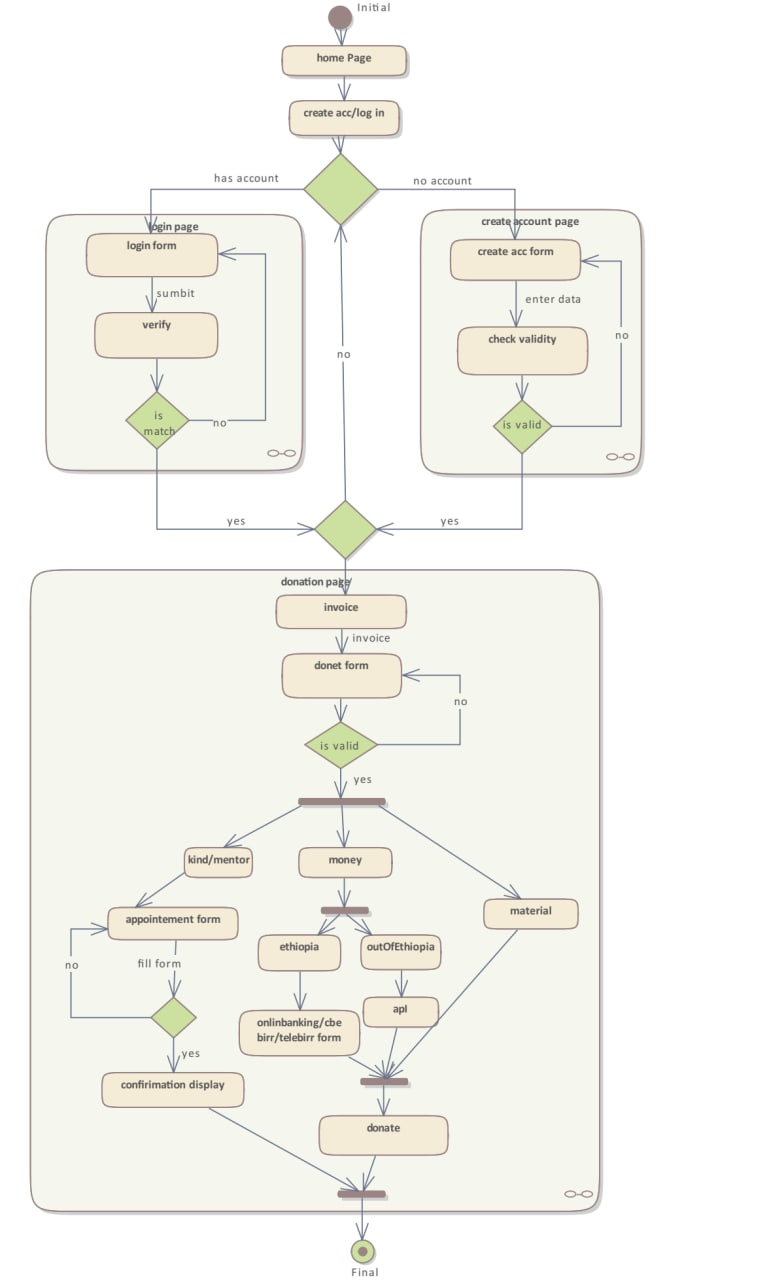 Initial
home Page
create acc/log in
has account
no account
login page
login form
sumbit
verify
is
match
no
create account page
create acc form
enter data
check validity
is valid
no
no
yes
yes
donation page
invoice
invoice
donet form
no
is valid
yes
kind/mentor
money
material
appointement form
fill form
no
yes
confirimation display
ethiopia
outOfEthiopia
onlinbanking/cbe
birr/telebirr form
apl
donate
Final